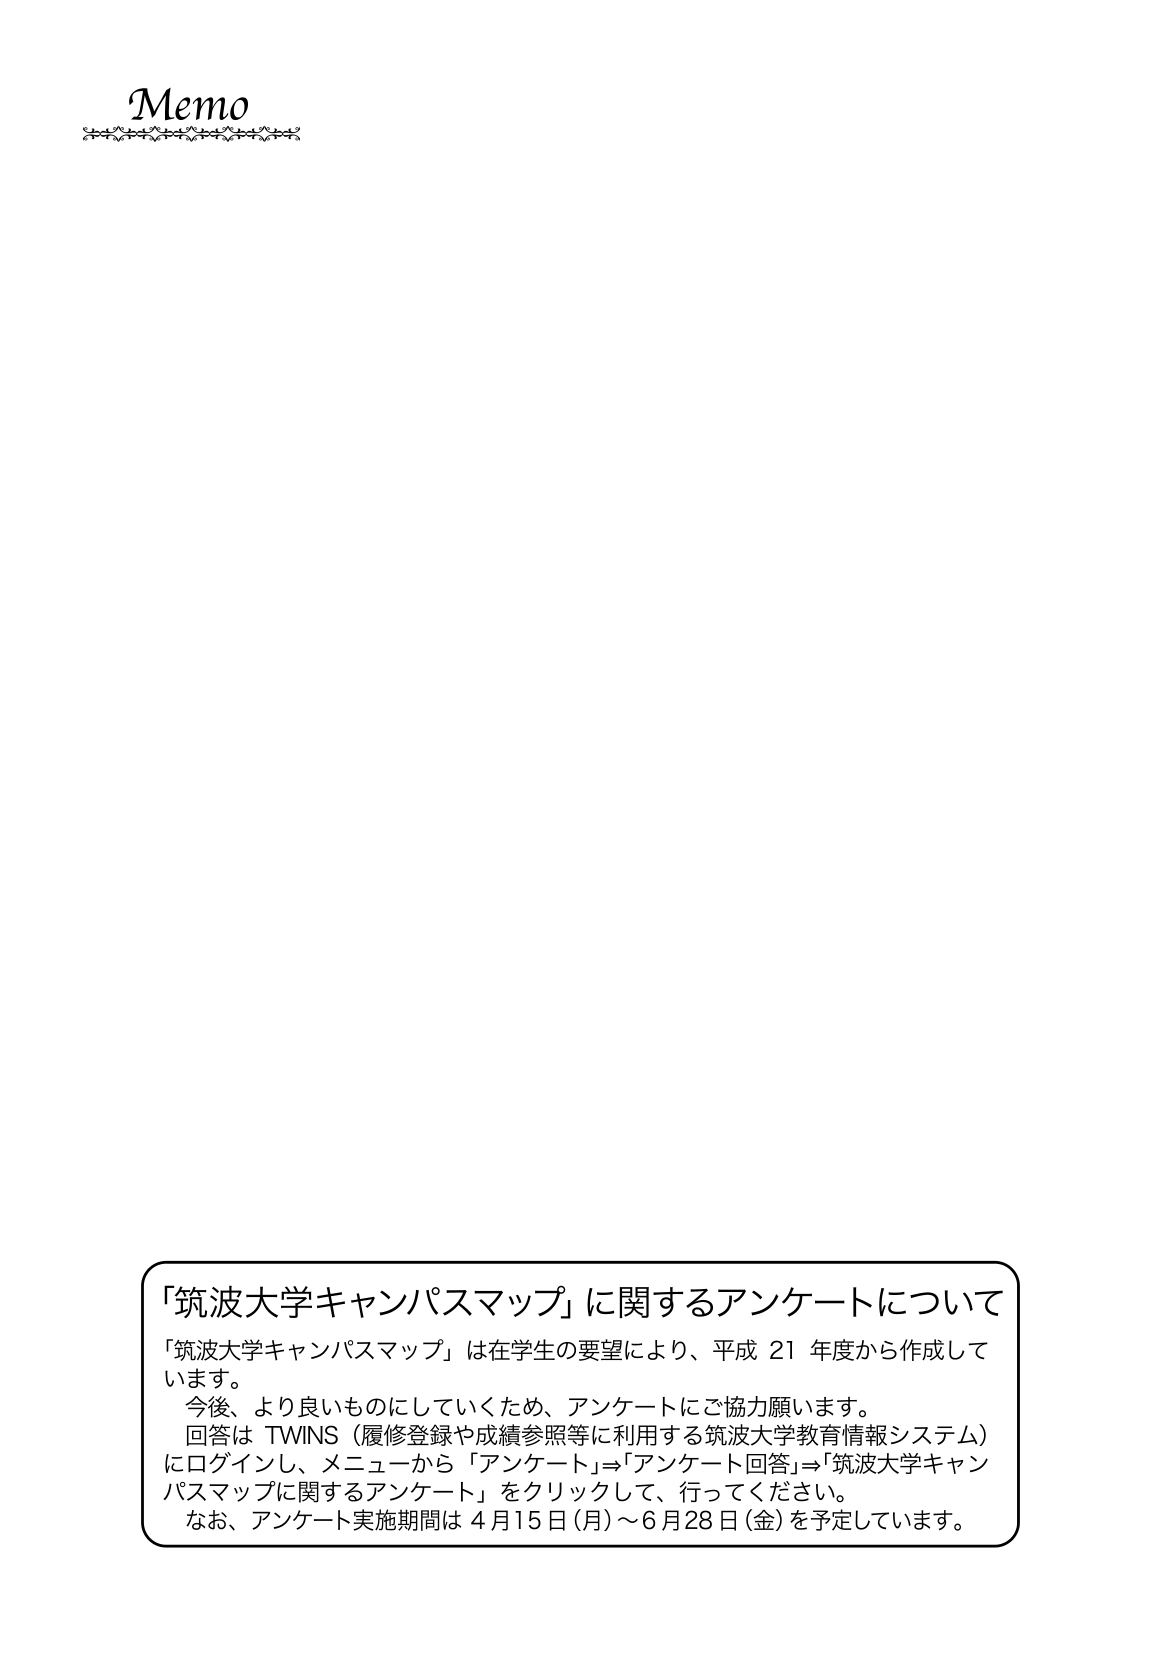 Memo
「筑波大学キャンパスマップ」に関するアンケートについて
「筑波大学キャンパスマップ」は在学生の要望により、平成 21 年度から作成して
います。
　今後、より良いものにしていくため、アンケートにご協力願います。
　回答は TWINS（履修登録や成績参照等に利用する筑波大学教育情報システム）
にログインし、メニューから「アンケート」⇒「アンケート回答」⇒「筑波大学キャン
パスマップに関するアンケート」をクリックして、行ってください。
　なお、アンケート実施期間は 4月15日（月）～6月28日（金）を予定しています。